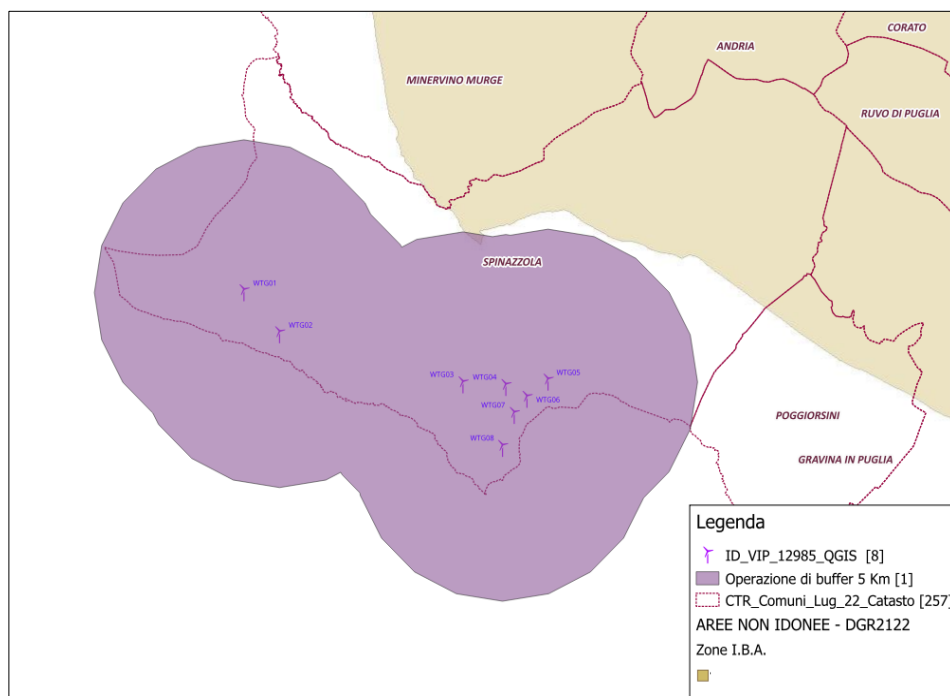 CORATO
ANDRIA
MINERVINO MURGE
RUVO DI PUGLIA
SPINAZZOLA
WTG01
WTG02
WTG03
WTG04
WTG05
WTG06
WTG07
WTG08
POGGIORSINI
GRAVINA IN PUGLIA
Legenda
ID_VIP_12985_QGIS [8]
Operazione di buffer 5 Km [1]
CTR_Comuni_Lug_22_Catasto [257]
AREE NON IDONEE - DGR2122
Zone I.B.A.